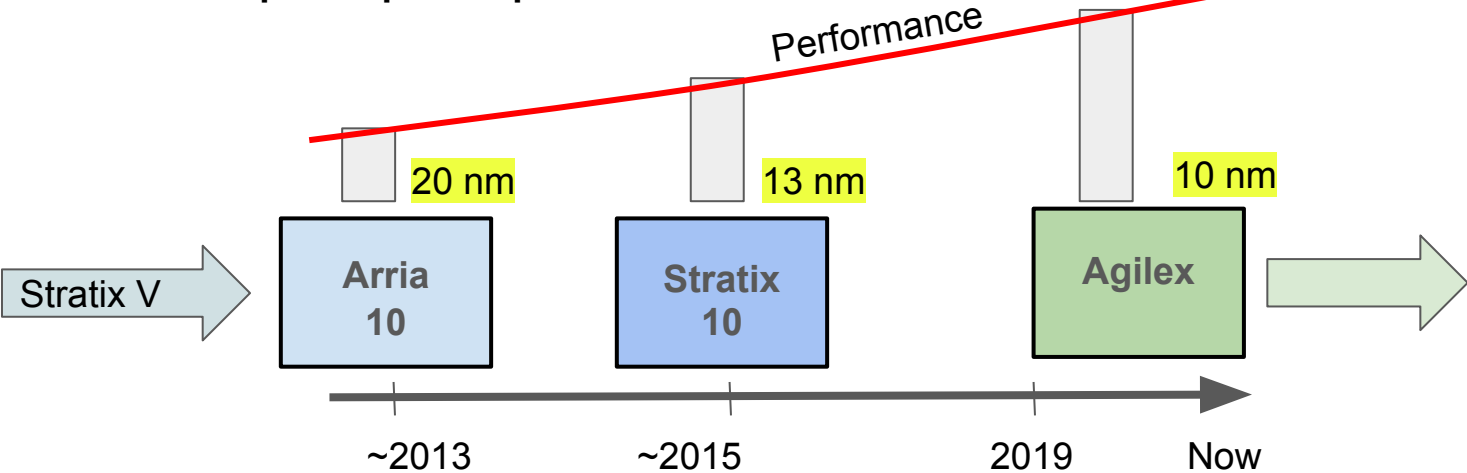 Performance
20 nm
13 nm
10 nm
Stratix V
Arria
10
Stratix
10
Agilex
~2013
~2015
2019
Now